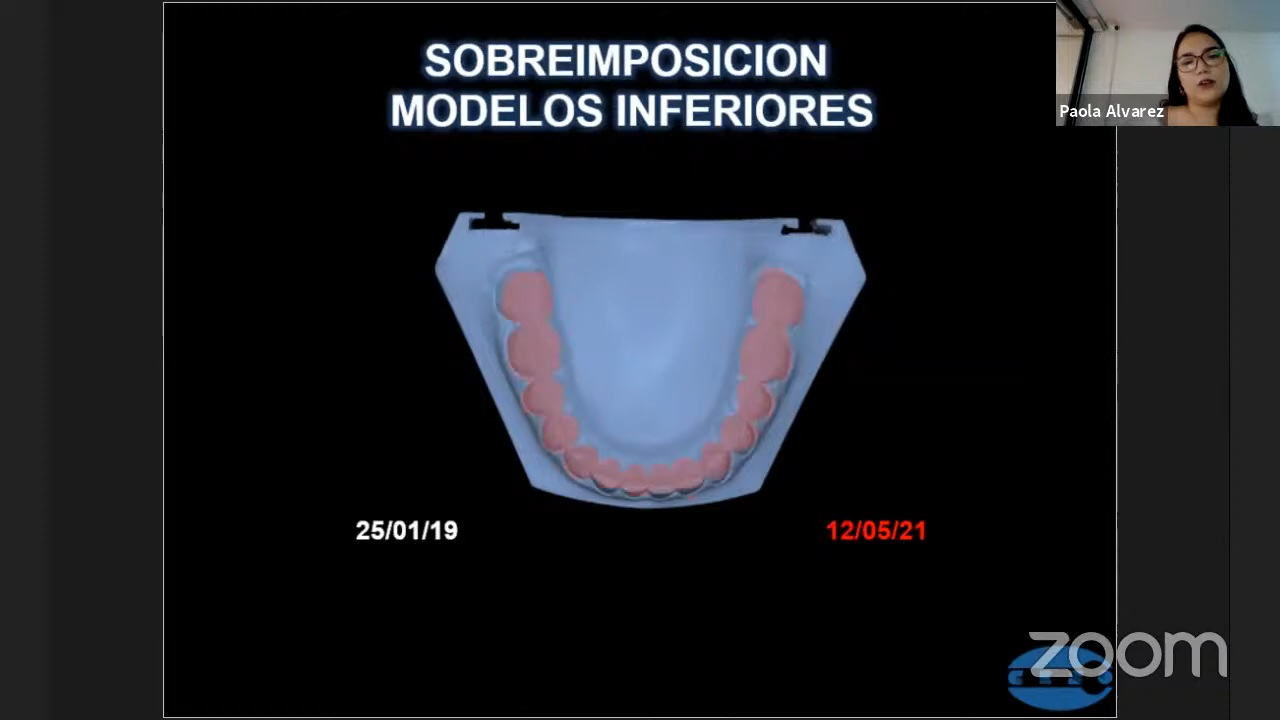 SOBREIMPOSICION
MODELOS INFERIORES
Paola Alvarez
25/01/19
12/05/21
zoom